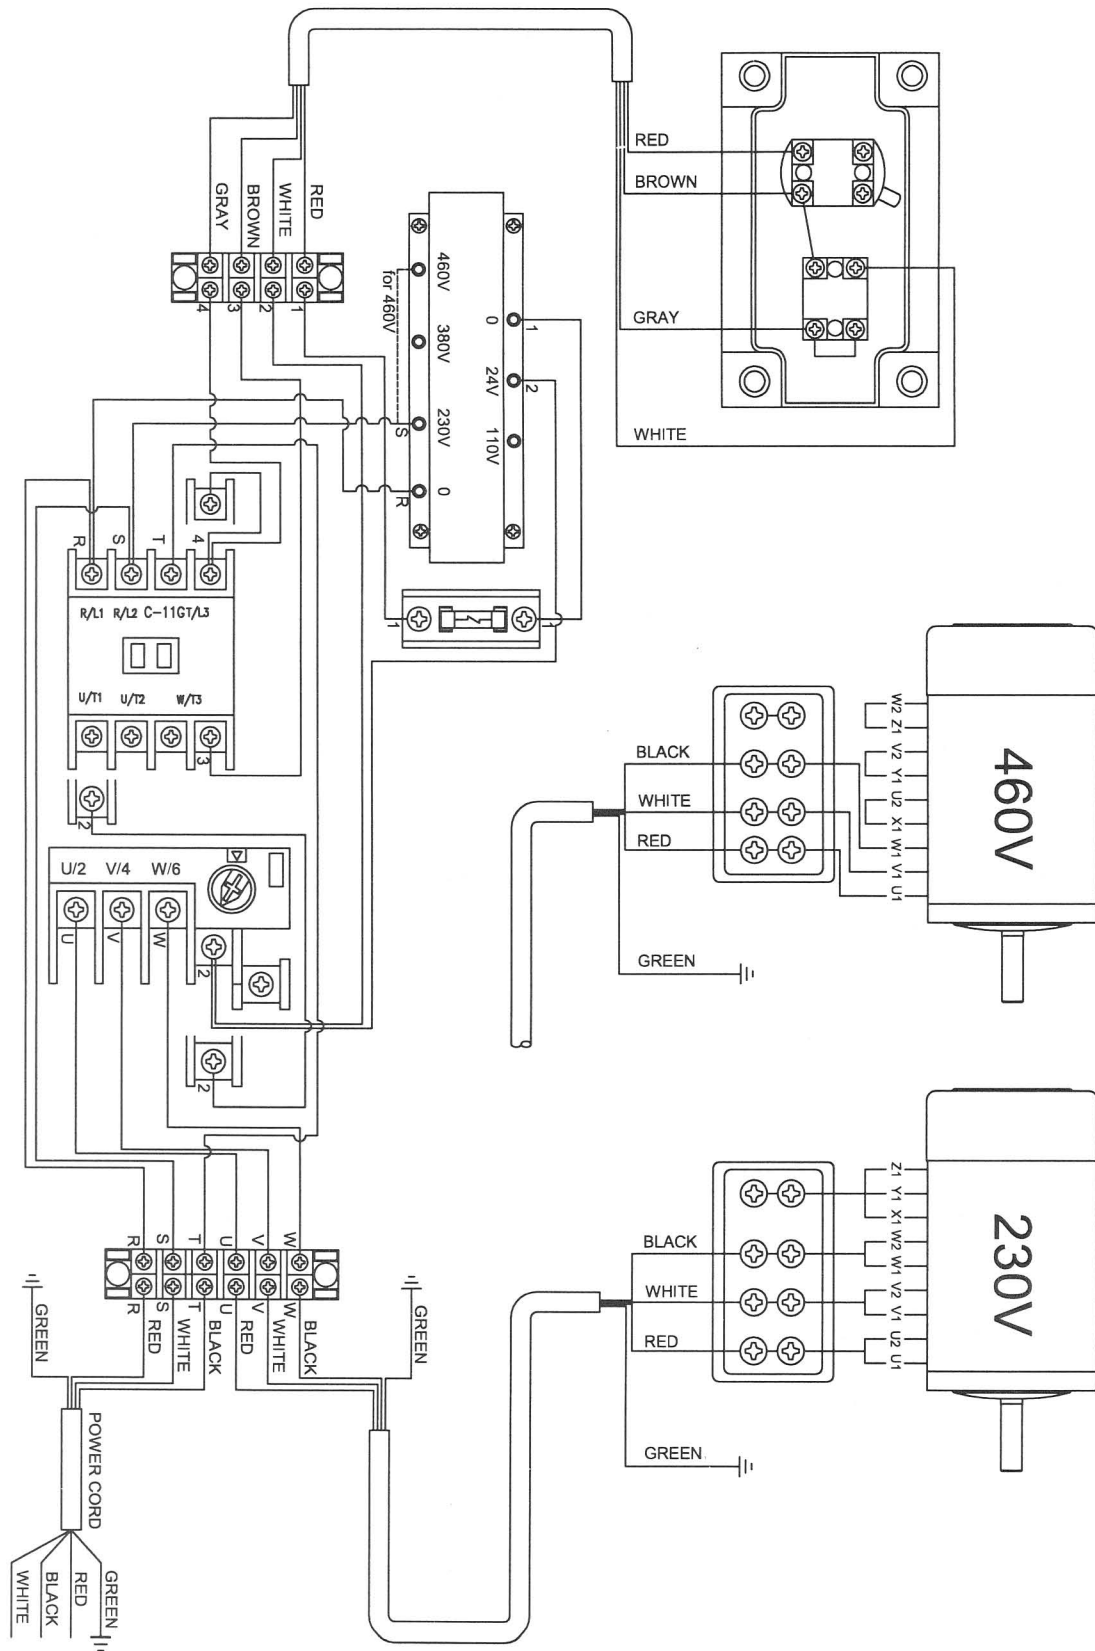 RED
BROWN
GRAY
WHITE
GRAY
BROWN
WHITE
RED
4
3
2
1
460V
380V
230V
0
for 460V
S
R
0
24V
110V
1
2
1
1
R
S
T
4
R/L1 R/L2 C-11GT/L3
U/T1 U/T2 W/T3
3
2
U/2 V/4 W/6
U
V
W
2
2
R
S
T
U
V
W
R
S
T
U
V
W
RED
WHITE
BLACK
RED
WHITE
BLACK
GREEN
GREEN
POWER CORD
GREEN
RED
BLACK
WHITE
BLACK
WHITE
RED
GREEN
W2
Z1
V2
Y1
U2
X1
W1
V1
U1
460V
BLACK
WHITE
RED
GREEN
Z1
Y1
X1
W2
W1
V2
V1
U2
U1
230V